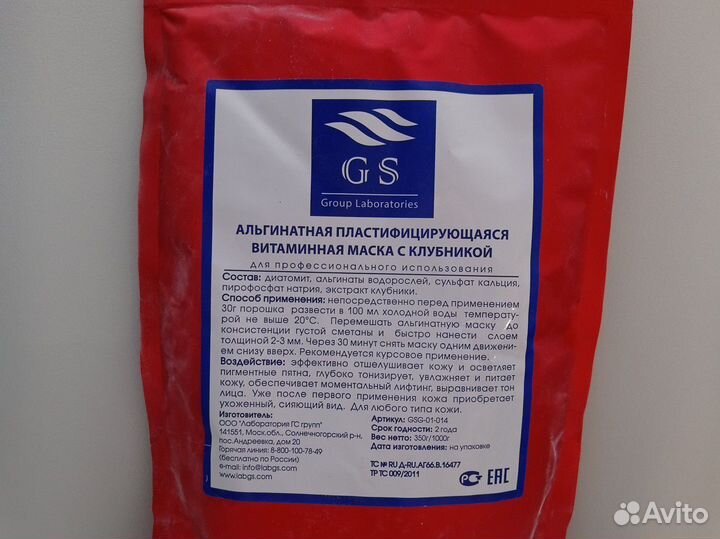 GS
Group Laboratories
АЛЬГИНАТНАЯ ПЛАСТИФИЦИРУЮЩАЯСЯ
ВИТАМИННАЯ МАСКА С КЛУБНИКОЙ
для профессионального использования
Состав: диатомит, альгинаты водорослей, сульфат кальция,
пирофосфат натрия, экстракт клубники.
Способ применения: непосредственно перед применением
30г порошка развести в 100 мл холодной воды температу-
рой не выше 20°С. Перемешать альгинатную маску до
консистенции густой сметаны и быстро нанести слоем
толщиной 2-3 мм. Через 30 минут снять маску одним движени-
ем снизу вверх. Рекомендуется курсовое применение.
Воздействие: эффективно отшелушивает кожу и осветляет
пигментные пятна, глубоко тонизирует, увлажняет и питает
кожу, обеспечивает моментальный лифтинг, выравнивает тон
лица. Уже после первого применения кожа приобретает
ухоженный, сияющий вид. Для любого типа кожи.
Изготовитель:
ООО "Лаборатория ГС групп"
141551, Моск.обл., Солнечногорский р-н,
пос.Андреевка, дом 20
Горячая линия: 8-800-100-78-49
(бесплатно по России)
e-mail: info@labgs.com
www.labgs.com
Артикул: GSG-01-014
Срок годности: 2 года
Вес нетто: 350г/1000г
Дата изготовления: на упаковке
ТС № RU Д-RU.АГ66.В.16477
ТР ТС 009/2011
РСТ EAC
Avito